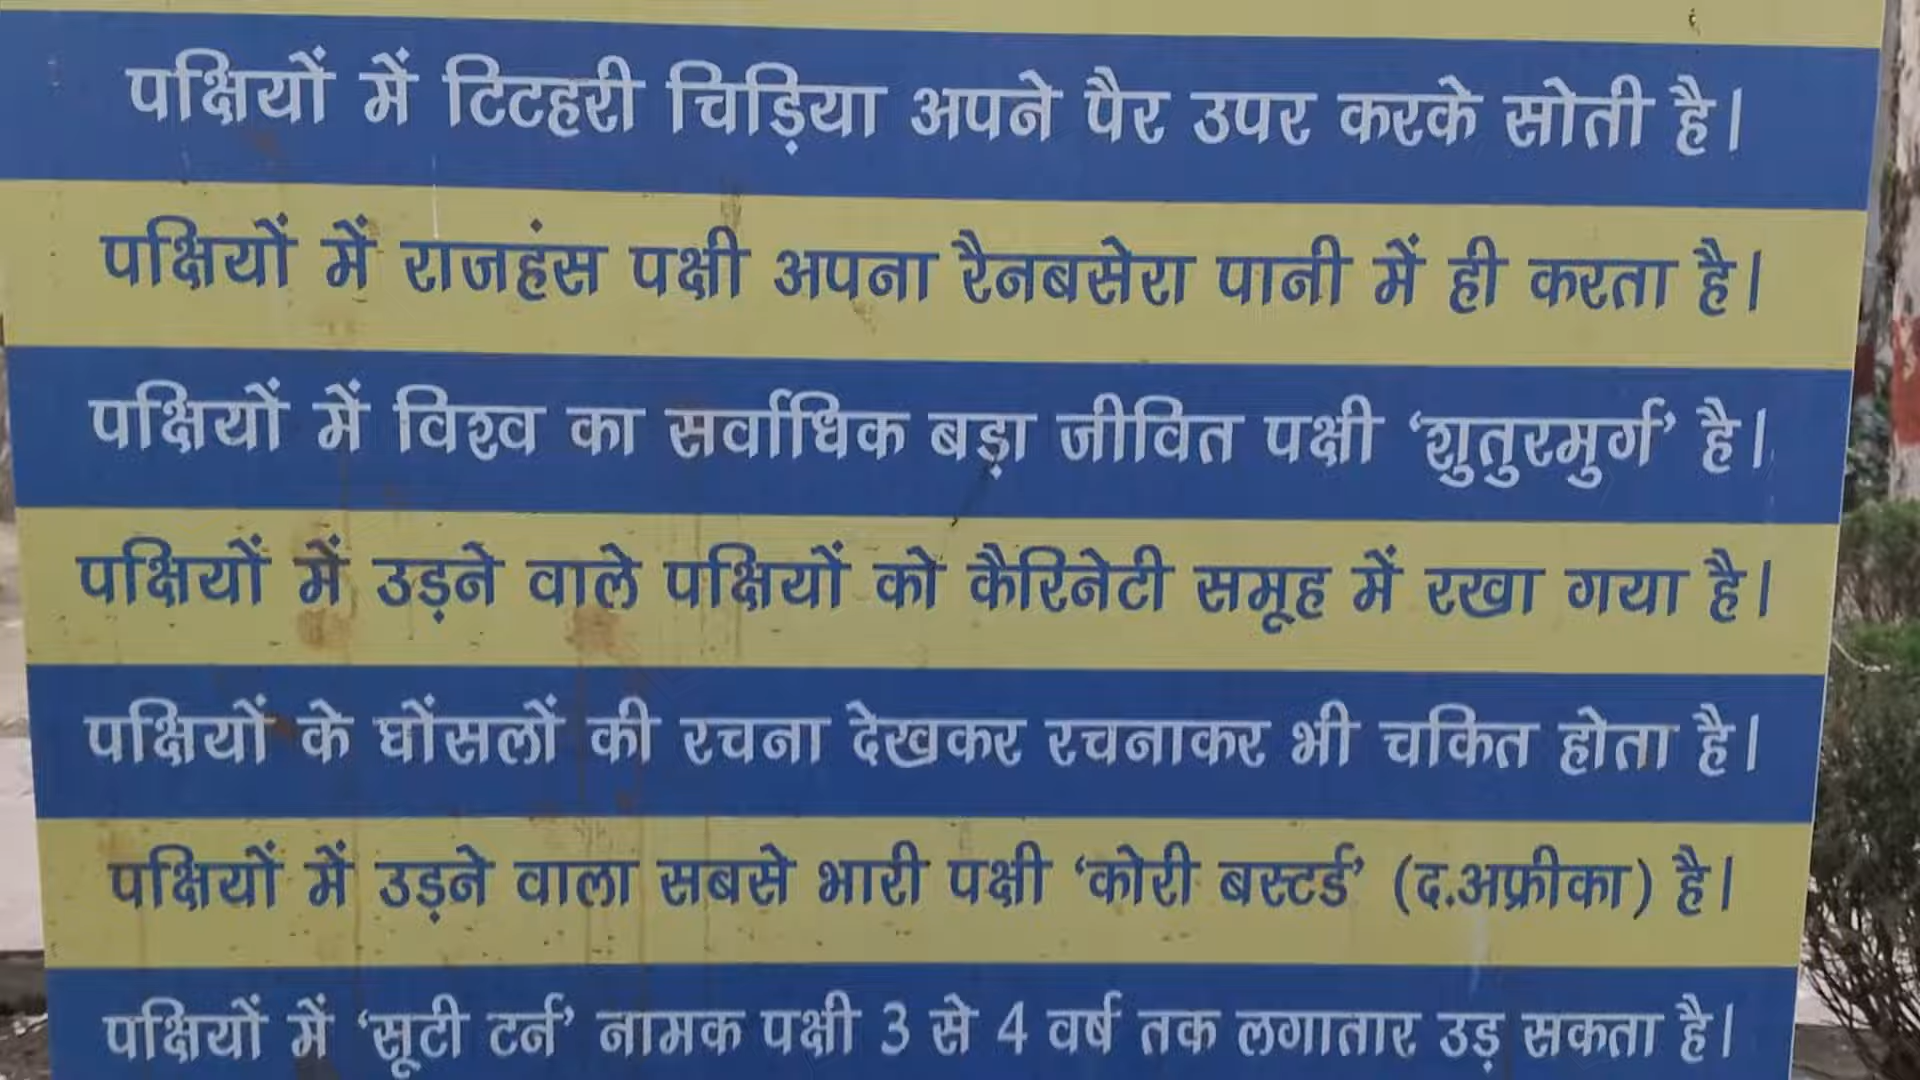 पक्षियों में टिटहरी चिड़िया अपने पैर उपर करके सोती है।
पक्षियों में राजहंस पक्षी अपना रैनबसेरा पानी में ही करता है।
पक्षियों में विश्व का सर्वाधिक बड़ा जीवित पक्षी ‘शुतुरमुर्ग’ है।
पक्षियों में उड़ने वाले पक्षियों को कैरिनेटी समूह में रखा गया है।
पक्षियों के घोंसलों की रचना देखकर रचनाकर भी चकित होता है।
पक्षियों में उड़ने वाला सबसे भारी पक्षी ‘कोरी बस्टर्ड’ (द.अफ्रीका) है।
पक्षियों में ‘सूटी टर्न’ नामक पक्षी 3 से 4 वर्ष तक लगातार उड़ सकता है।